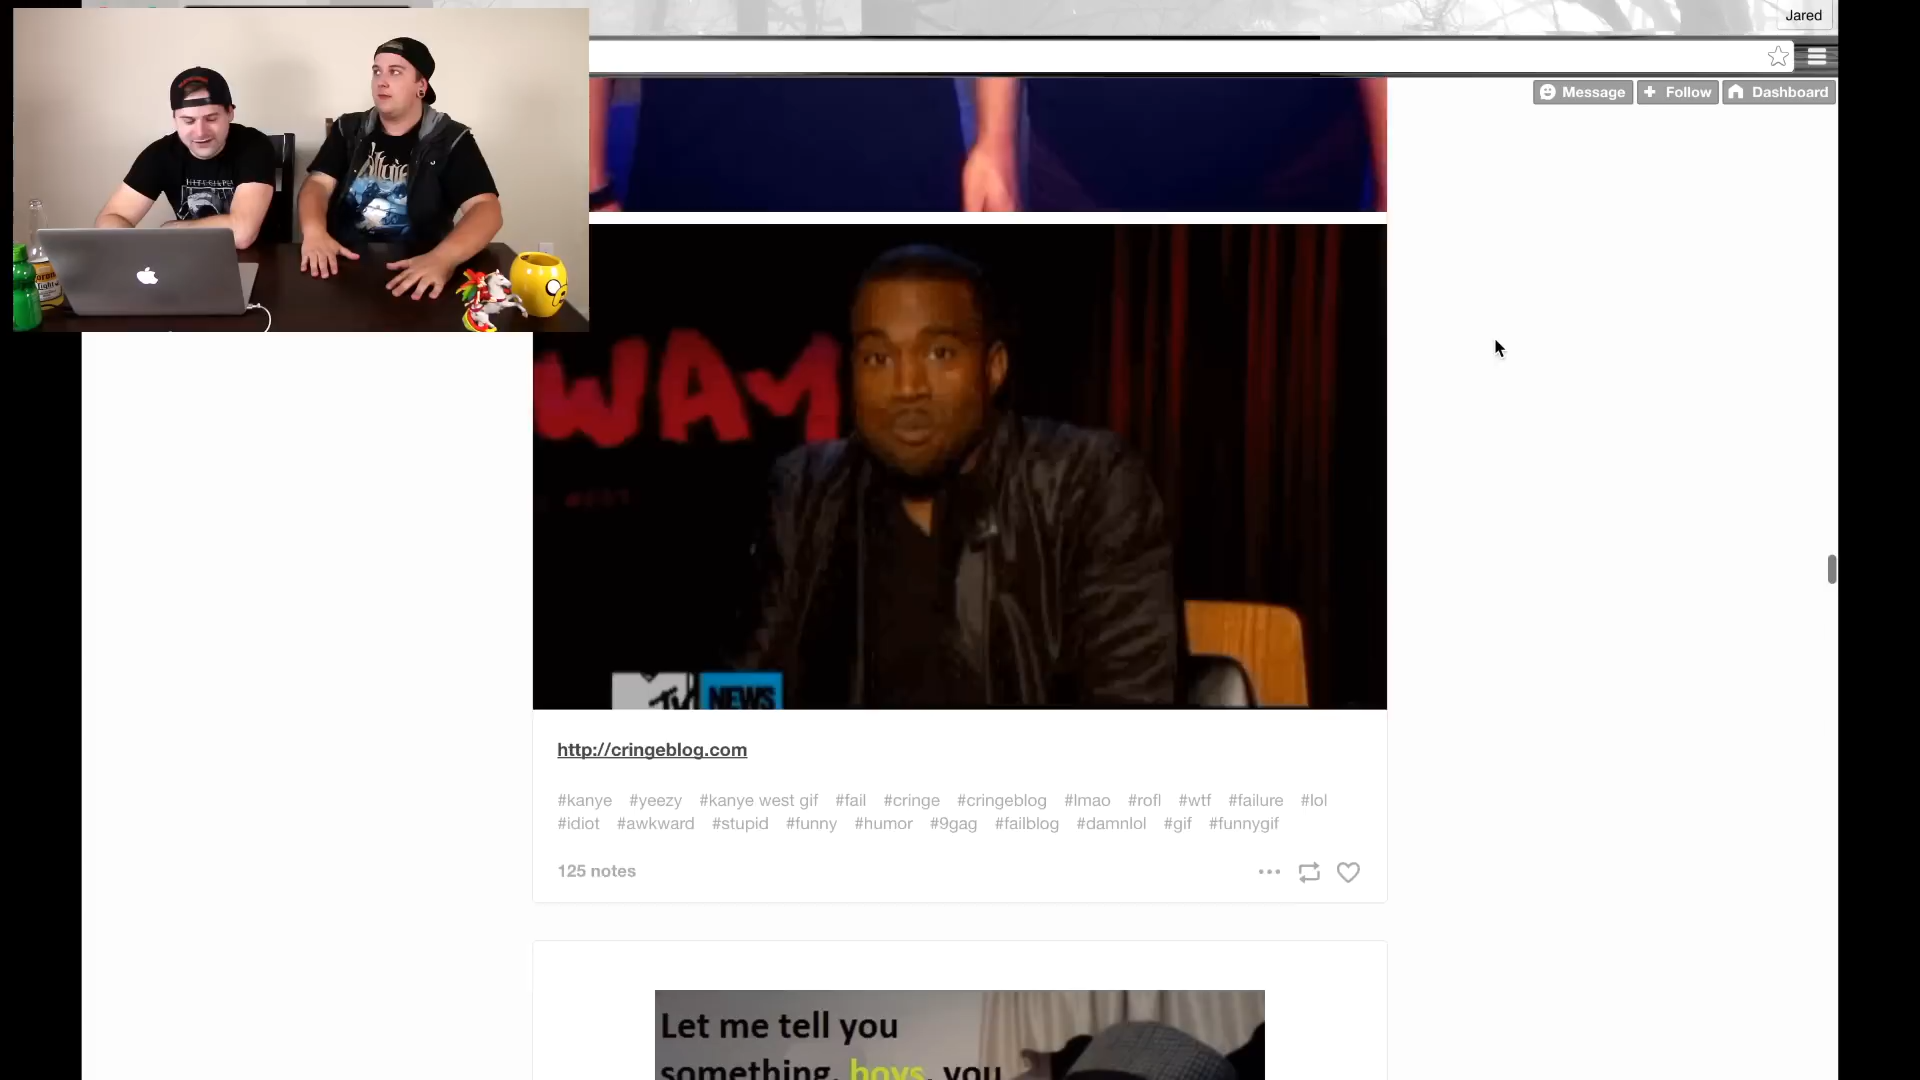 Jared
Message
Follow
Dashboard
WAY
MTV NEWS
http://cringeblog.com
#kanye #yeezy #kanye west gif #fail #cringe #cringeblog #lmao #rofl #wtf #failure #lol
#idiot #awkward #stupid #funny #humor #9gag #failblog #damnlol #gif #funnygif
125 notes
Let me tell you
something, boys, you